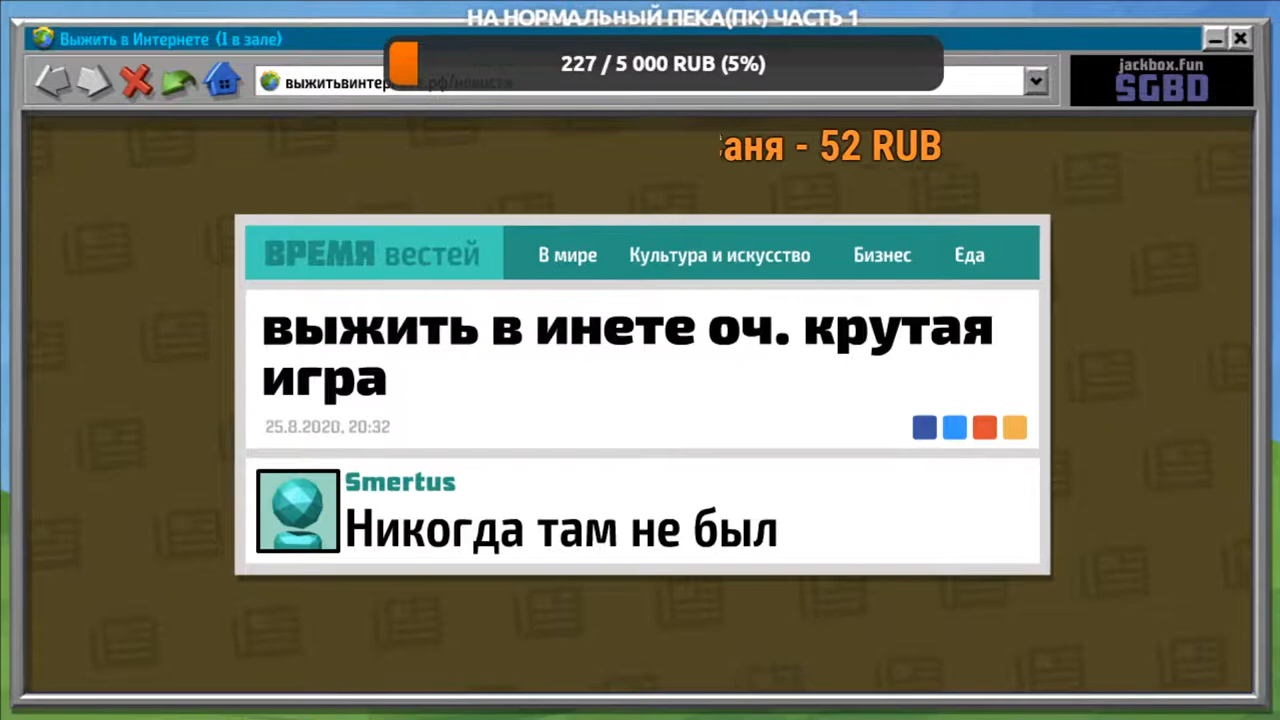 НА НОРМАЛЬНЫЙ ПЕКА(ПК) ЧАСТЬ 1
Выжить в Интернете (1 в зале)
227 / 5 000 RUB (5%)
jackbox.fun
SGBD
аня - 52 RUB
ВРЕМЯ вестей В мире Культура и искусство Бизнес Еда
выжить в инете оч. крутая
игра
25.8.2020, 20:32
Smertus
Никогда там не был